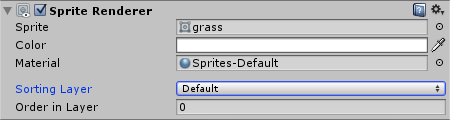 Sprite Renderer
Sprite grass
Color
Material Sprites-Default
Sorting Layer Default
Order in Layer 0